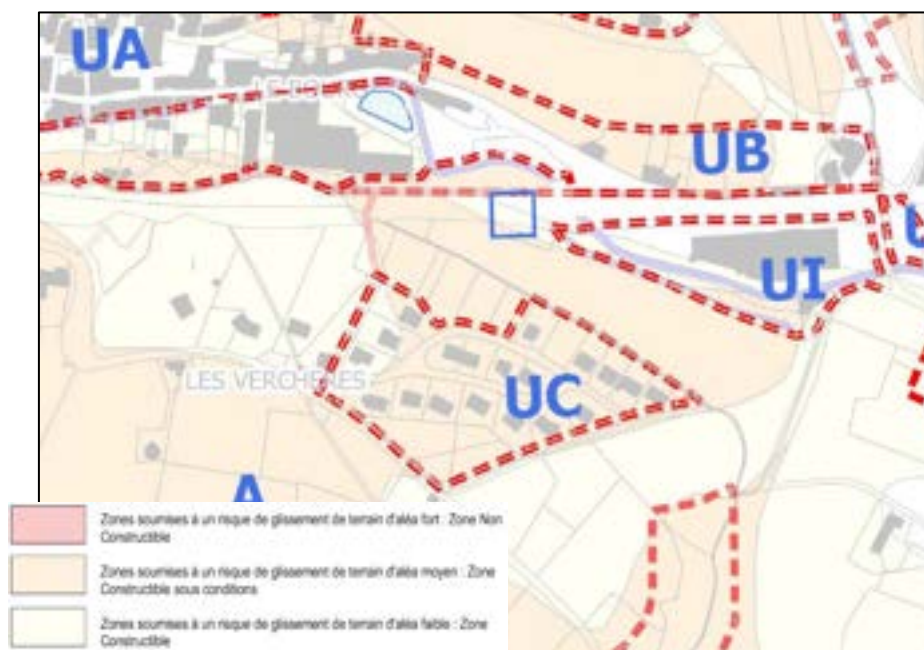 UA
LE BO
UB
UI
LES VERCHERES
UC
A
Zones soumises à un risque de glissement de terrain d'aléa fort : Zone Non
Constructible
Zones soumises à un risque de glissement de terrain d'aléa moyen : Zone
Constructible sous conditions
Zones soumises à un risque de glissement de terrain d'aléa faible : Zone
Constructible